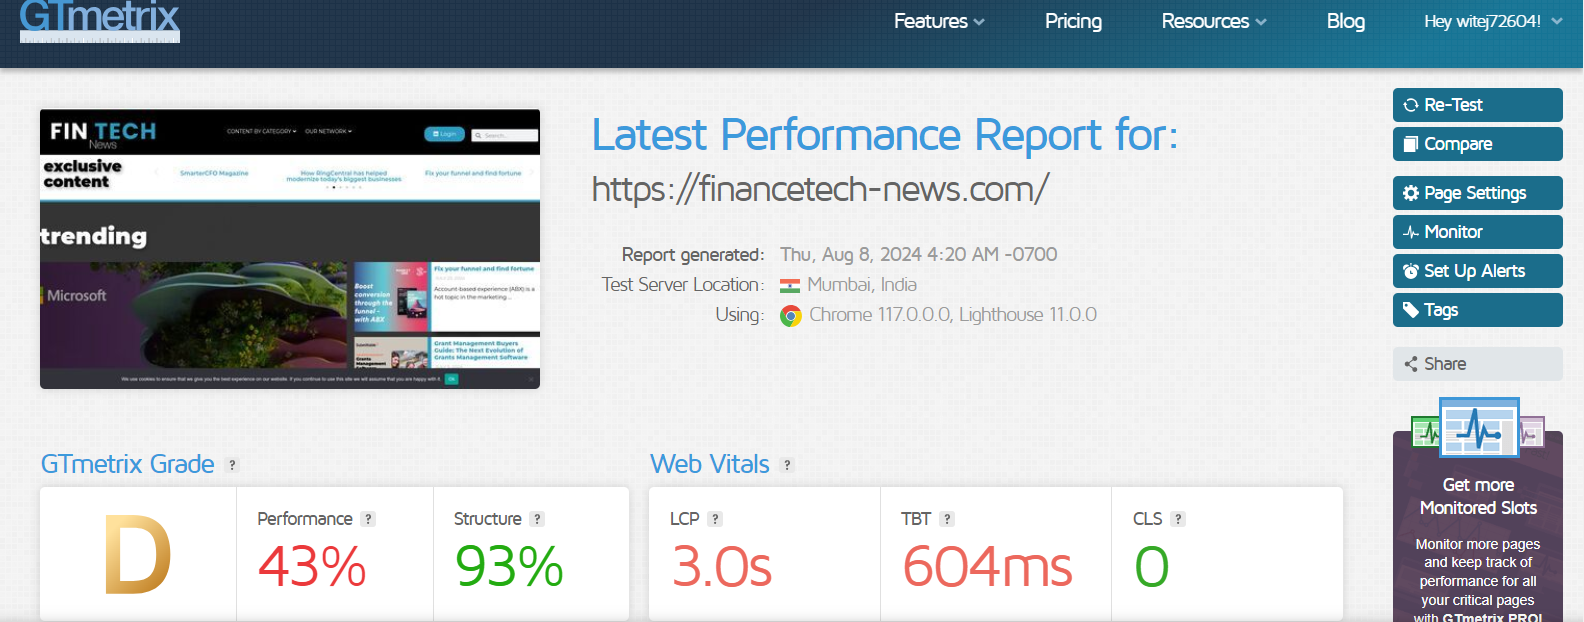 GTmetrix
Features
Pricing
Resources
Blog
Hey witej72604!
FIN TECH
News
CONTENT BY CATEGORY
OUR NETWORK
Login
Search...
exclusive
content
SmarterCFO Magazine
How RingCentral has helped
modernize today's biggest businesses
Fix your funnel and find fortune
trending
Microsoft
Boost
conversion
through the
funnel -
with ABX
Fix your funnel and find fortune
Account-based experience (ABX) is a
hot topic in the marketing...
Grants
Management
Grant Management Buyers
Guide: The Next Evolution of
Grants Management Software
We use cookies to ensure that we give you the best experience on our website. If you continue to use this site we will assume that you are happy with it.
Ok
Latest Performance Report for:
https://financetech-news.com/
Report generated: Thu, Aug 8, 2024 4:20 AM -0700
Test Server Location: Mumbai, India
Using: Chrome 117.0.0.0, Lighthouse 11.0.0
Re-Test
Compare
Page Settings
Monitor
Set Up Alerts
Tags
Share
GTmetrix Grade ?
D
Performance ?
43%
Structure ?
93%
Web Vitals ?
LCP ?
3.0s
TBT ?
604ms
CLS ?
0
Get more
Monitored Slots
Monitor more pages
and keep track of
performance for all
your critical pages
with GTmetrix PRO!